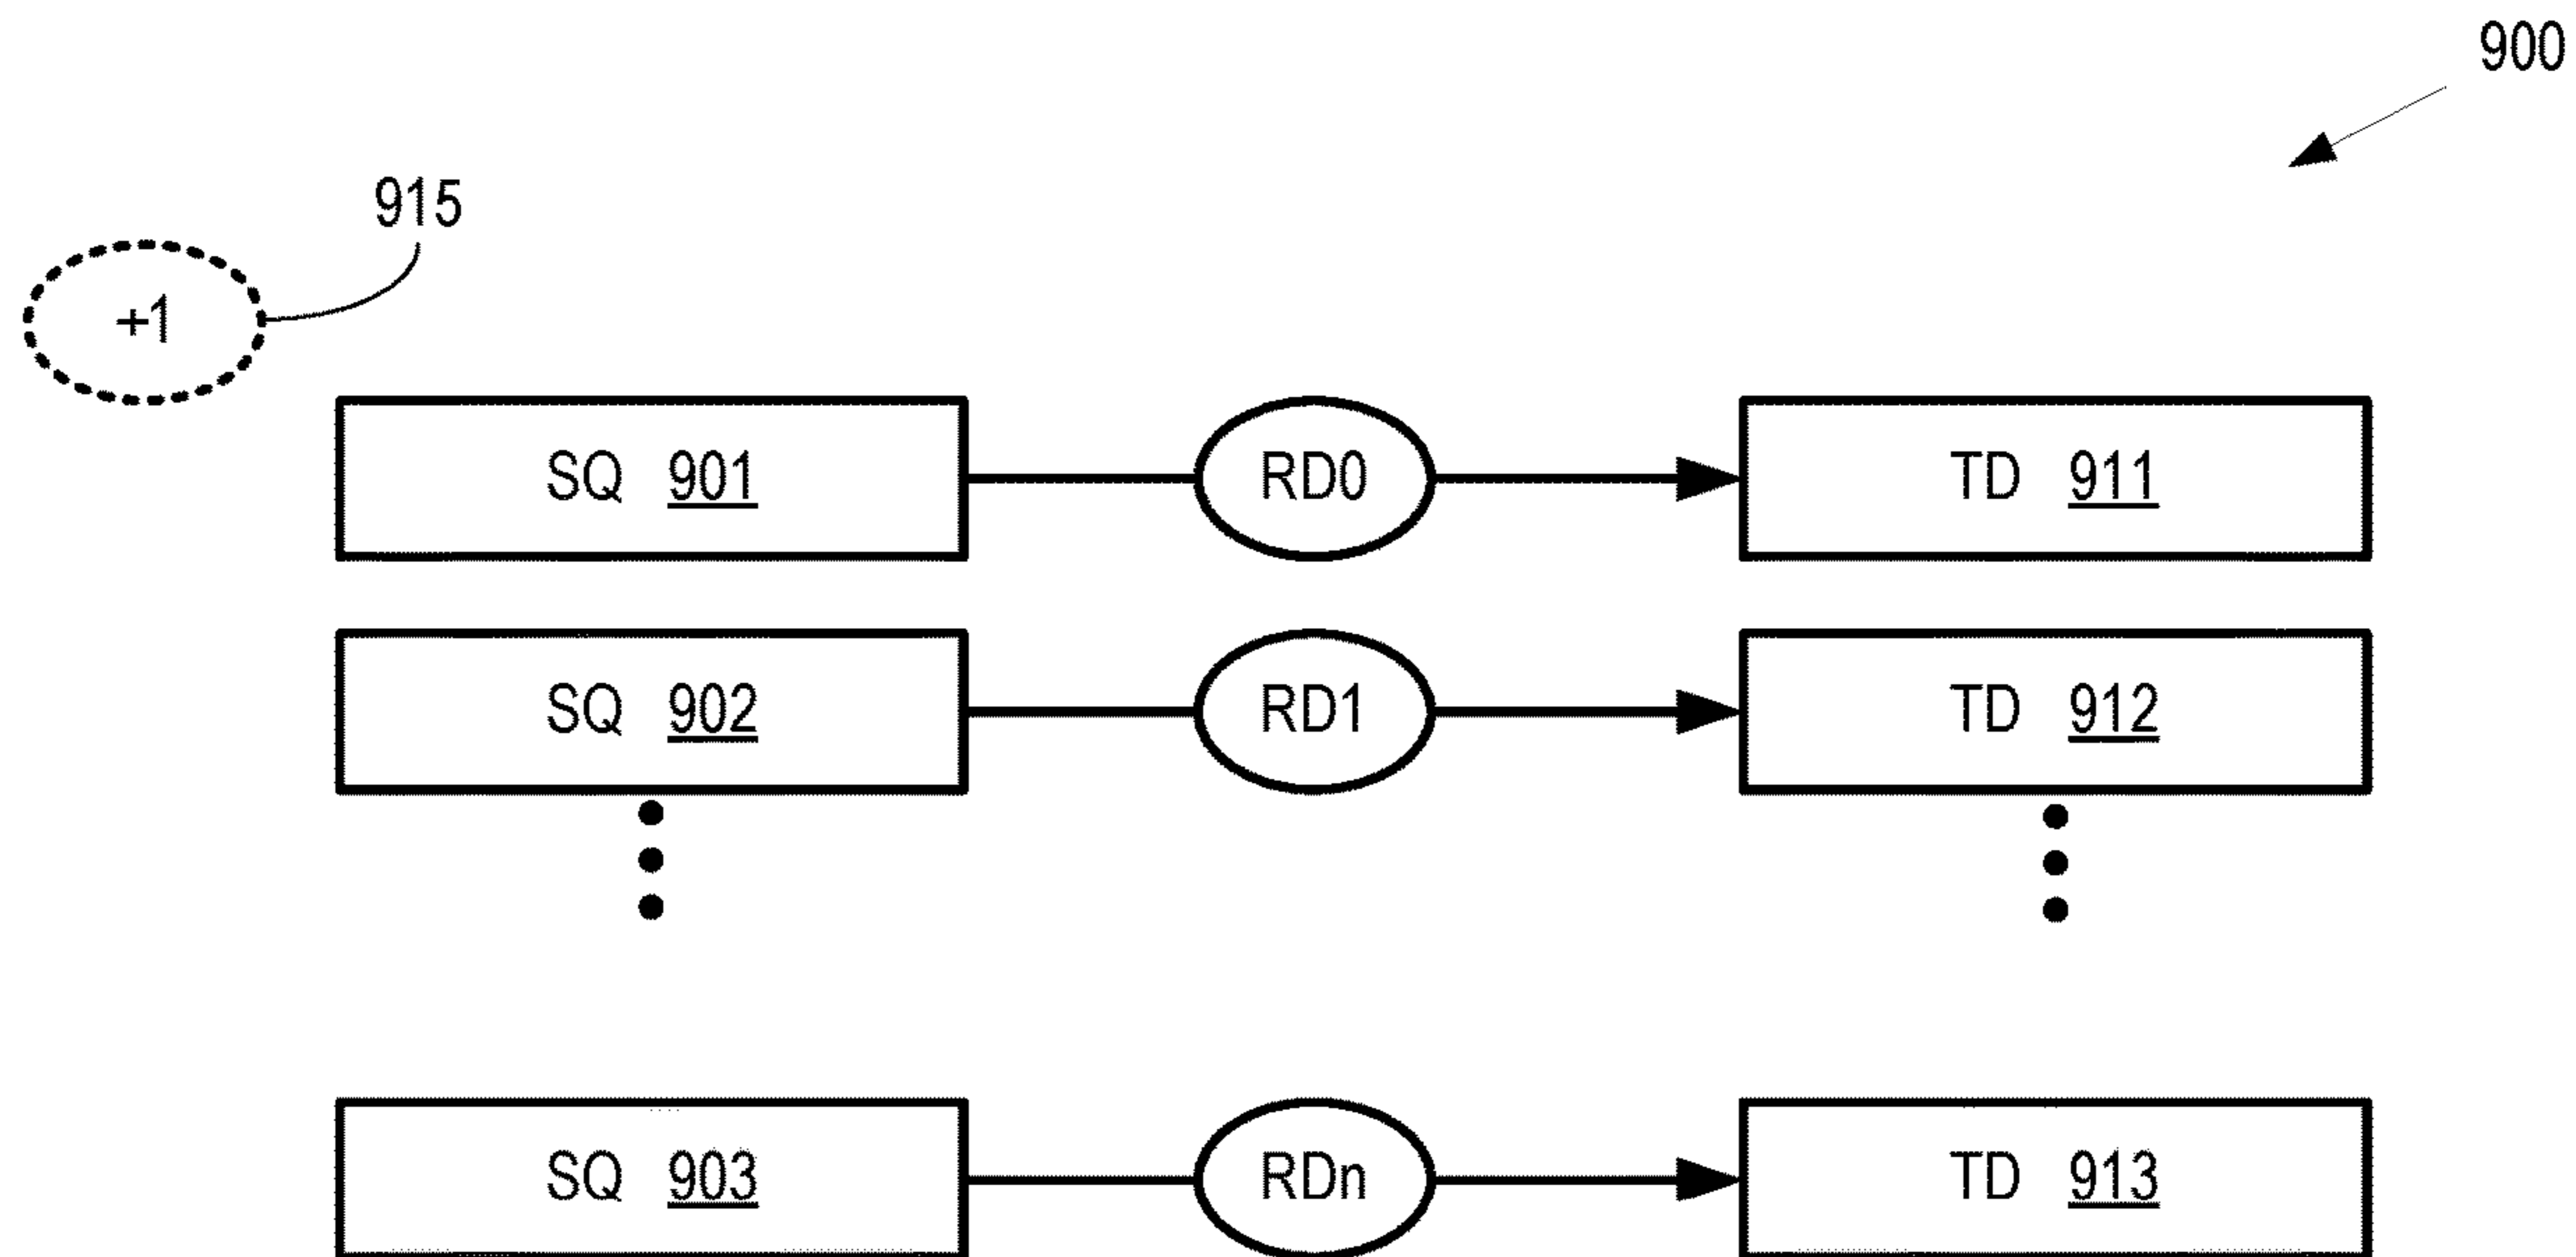 900
915
+1
SQ 901 RD0 TD 911
SQ 902 RD1 TD 912
SQ 903 RDn TD 913